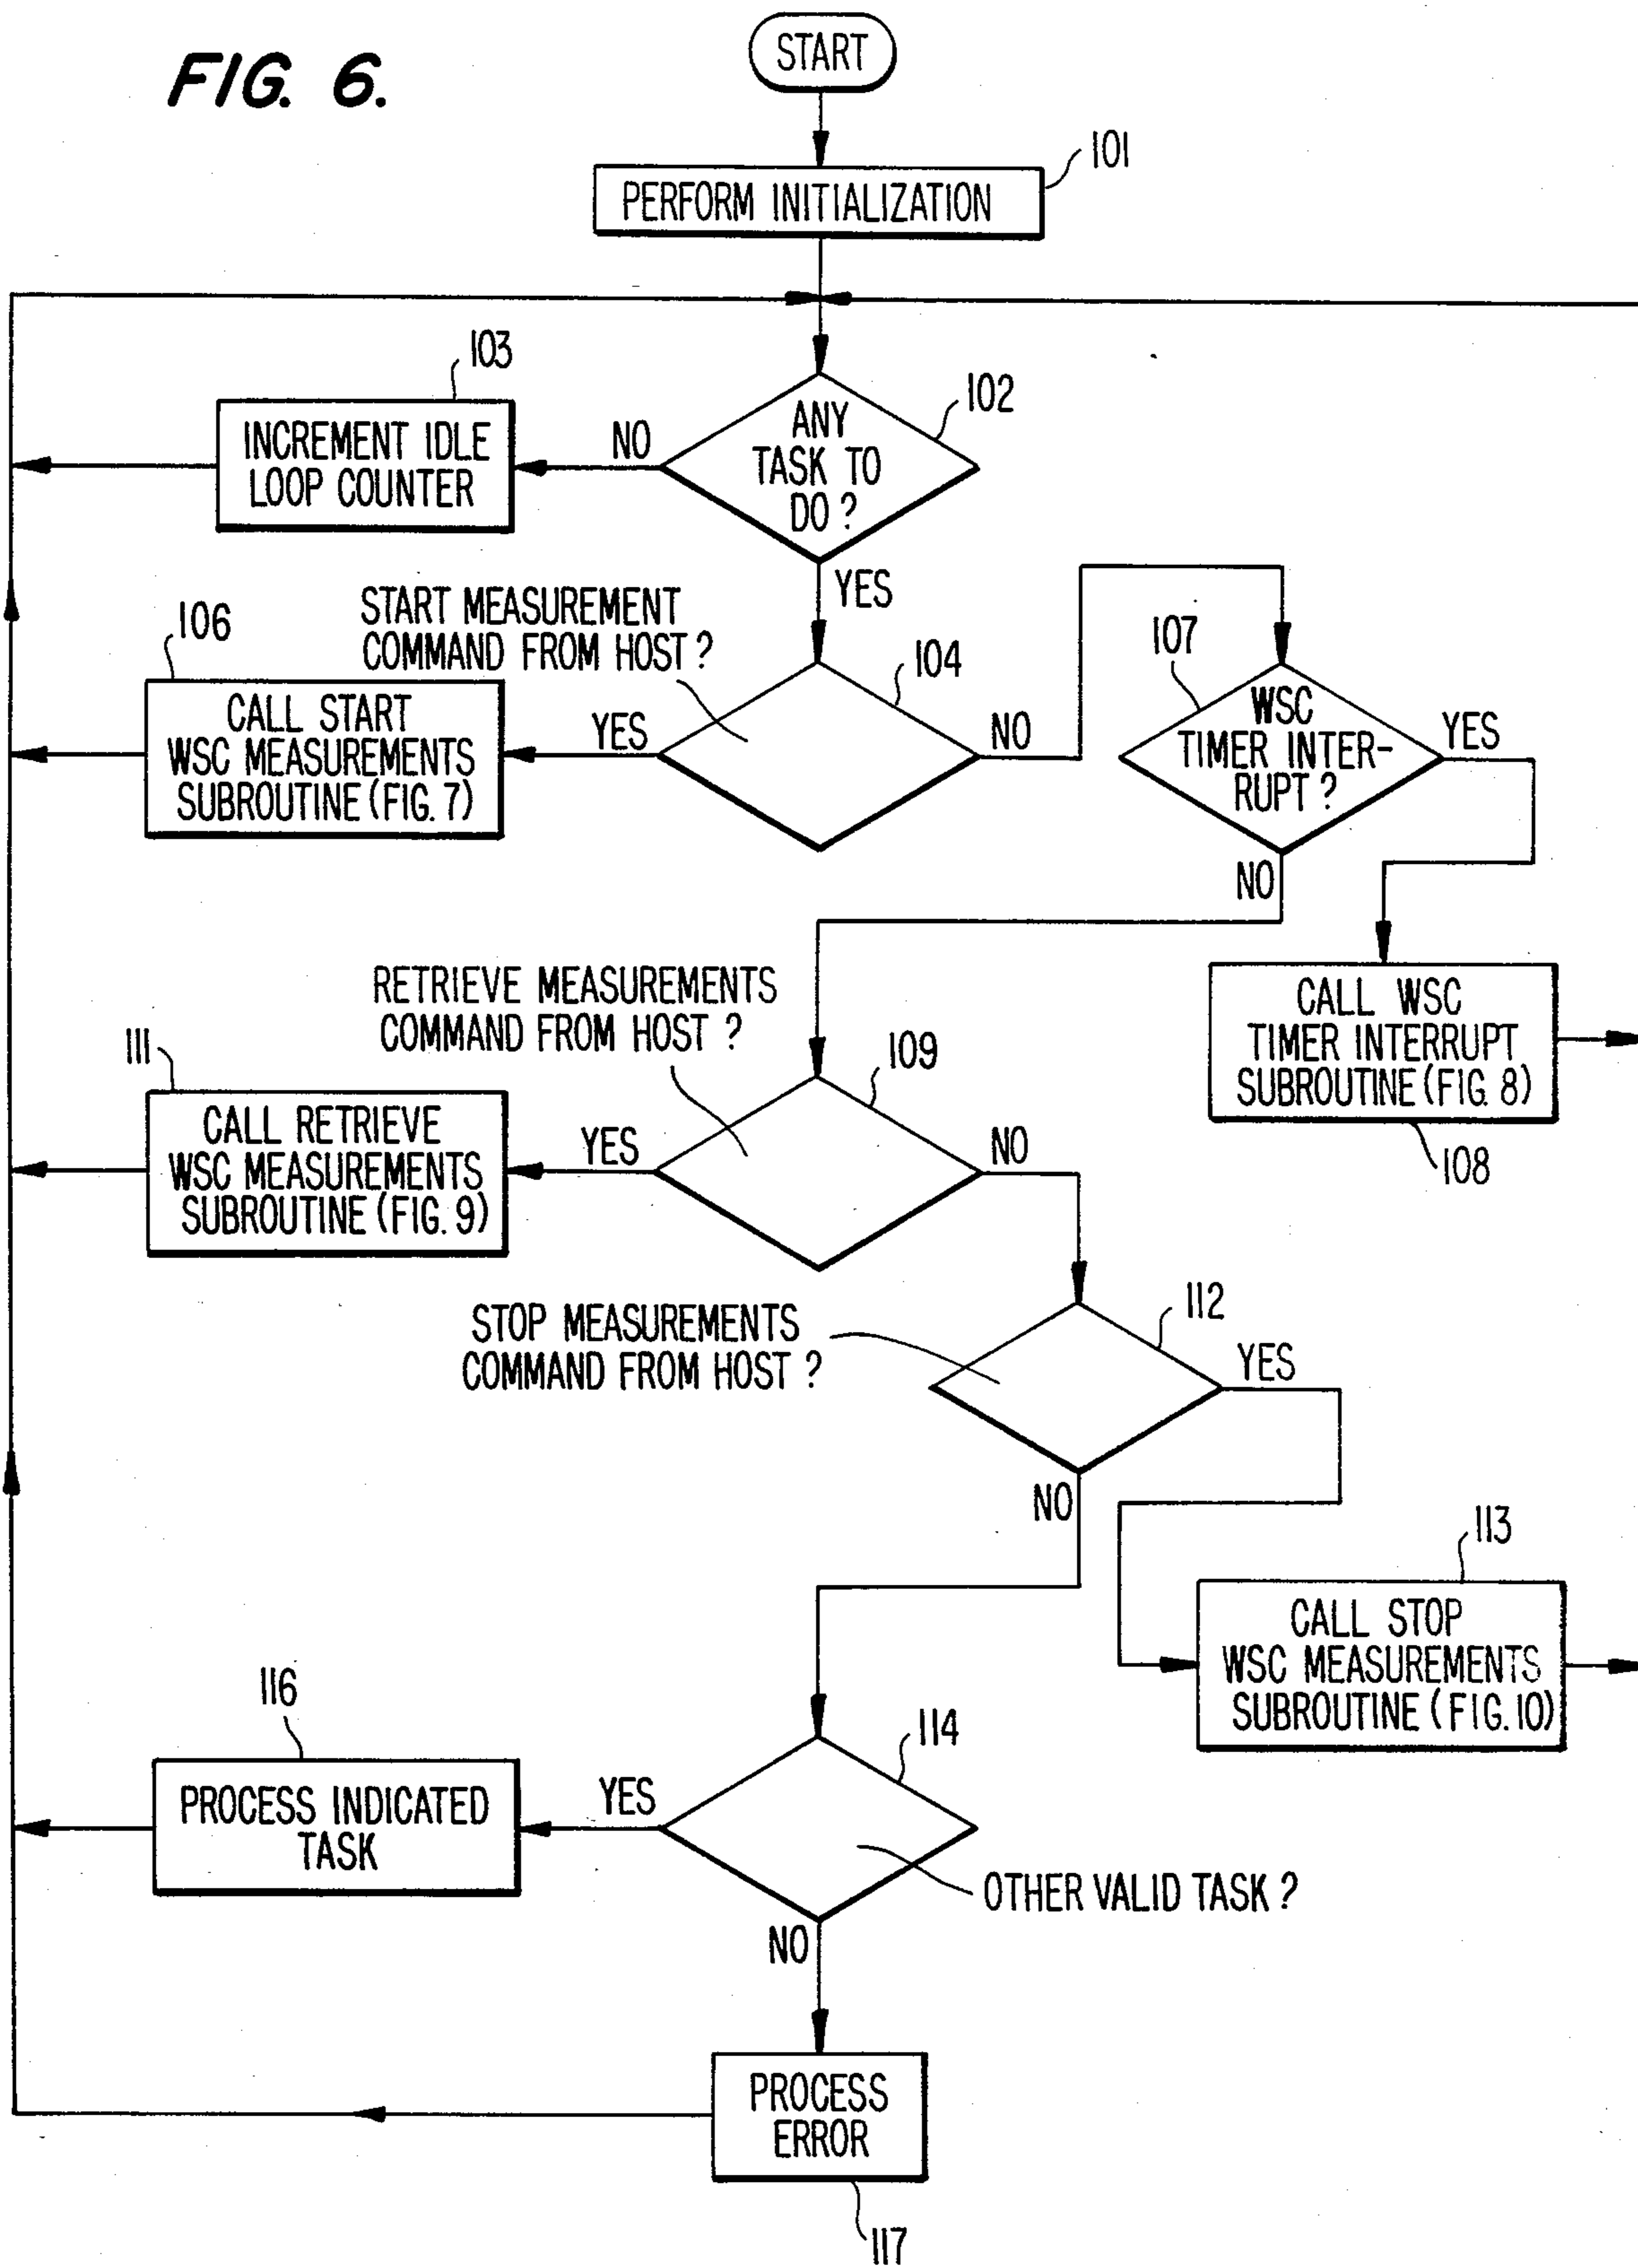 FIG. 6.
START
101
PERFORM INITIALIZATION
103
INCREMENT IDLE
LOOP COUNTER
NO
102
ANY
TASK TO
DO?
YES
START MEASUREMENT
COMMAND FROM HOST?
104
106
CALL START
WSC MEASUREMENTS
SUBROUTINE (FIG. 7)
YES
NO
107
WSC
TIMER INTER-
RUPT?
YES
NO
CALL WSC
TIMER INTERRUPT
SUBROUTINE (FIG. 8)
108
RETRIEVE MEASUREMENTS
COMMAND FROM HOST?
109
111
CALL RETRIEVE
WSC MEASUREMENTS
SUBROUTINE (FIG. 9)
YES
NO
STOP MEASUREMENTS
COMMAND FROM HOST?
112
YES
NO
113
CALL STOP
WSC MEASUREMENTS
SUBROUTINE (FIG. 10)
116
PROCESS INDICATED
TASK
YES
114
OTHER VALID TASK?
NO
PROCESS
ERROR
117